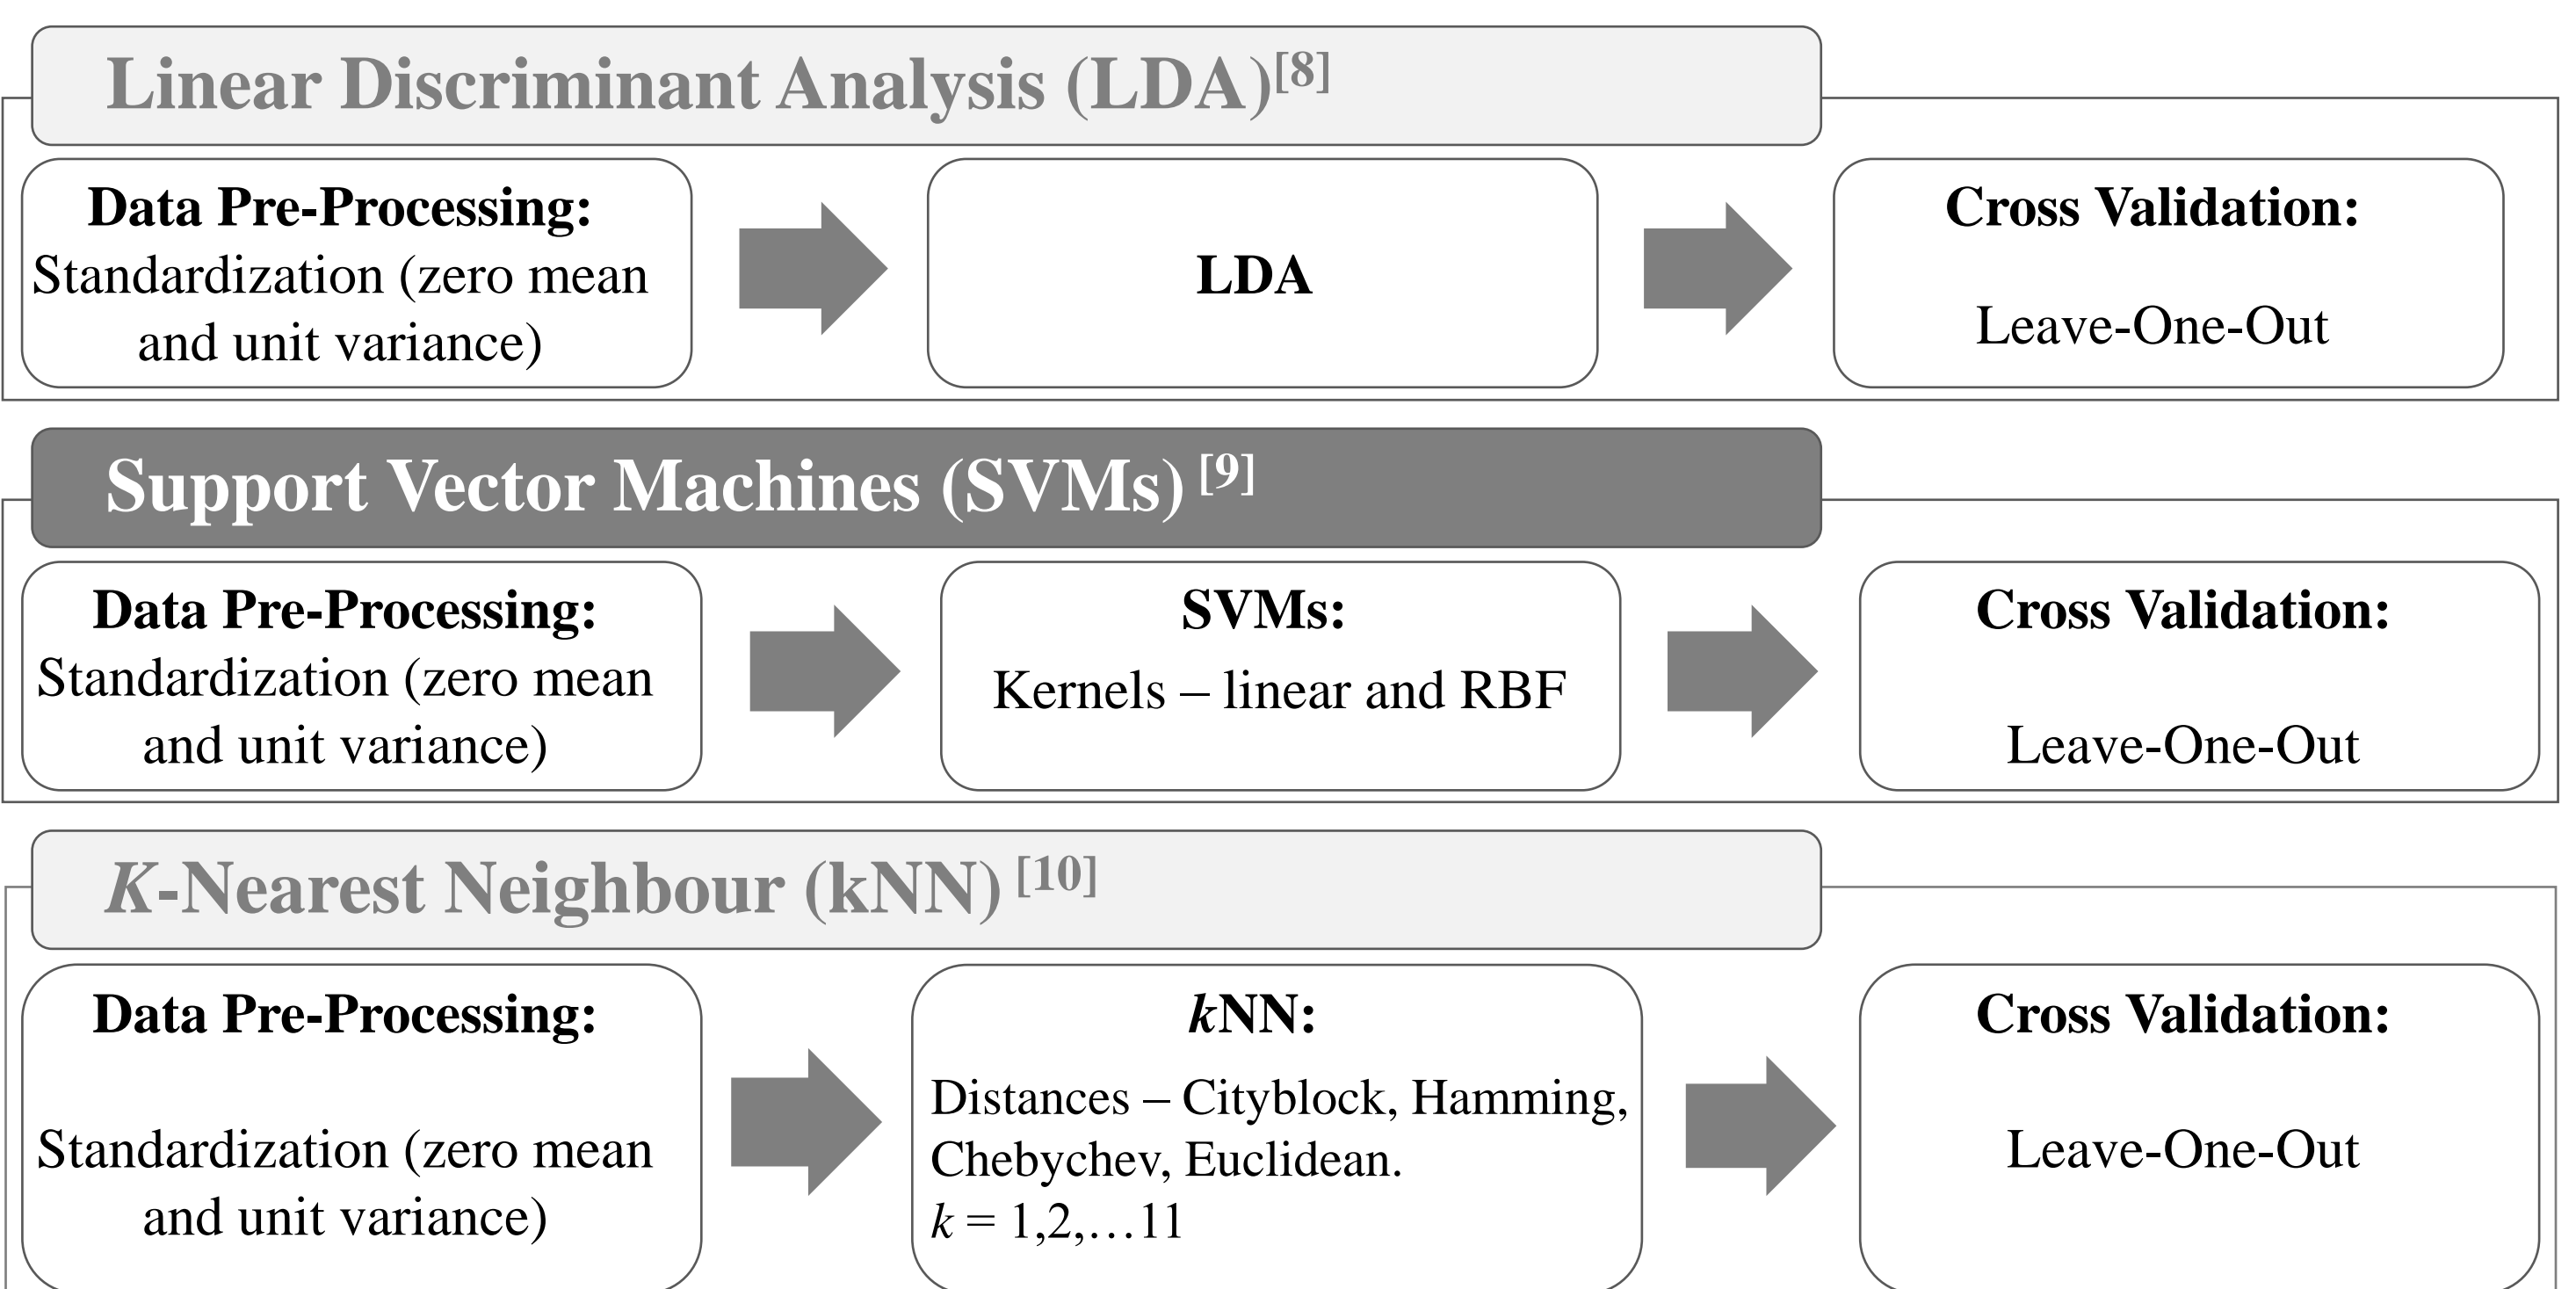 Linear Discriminant Analysis (LDA)[8]
Data Pre-Processing:
Standardization (zero mean
and unit variance)
LDA
Cross Validation:
Leave-One-Out
Support Vector Machines (SVMs) [9]
Data Pre-Processing:
Standardization (zero mean
and unit variance)
SVMs:
Kernels – linear and RBF
Cross Validation:
Leave-One-Out
K-Nearest Neighbour (kNN) [10]
Data Pre-Processing:
Standardization (zero mean
and unit variance)
kNN:
Distances – Cityblock, Hamming,
Chebychev, Euclidean.
k = 1,2,…11
Cross Validation:
Leave-One-Out